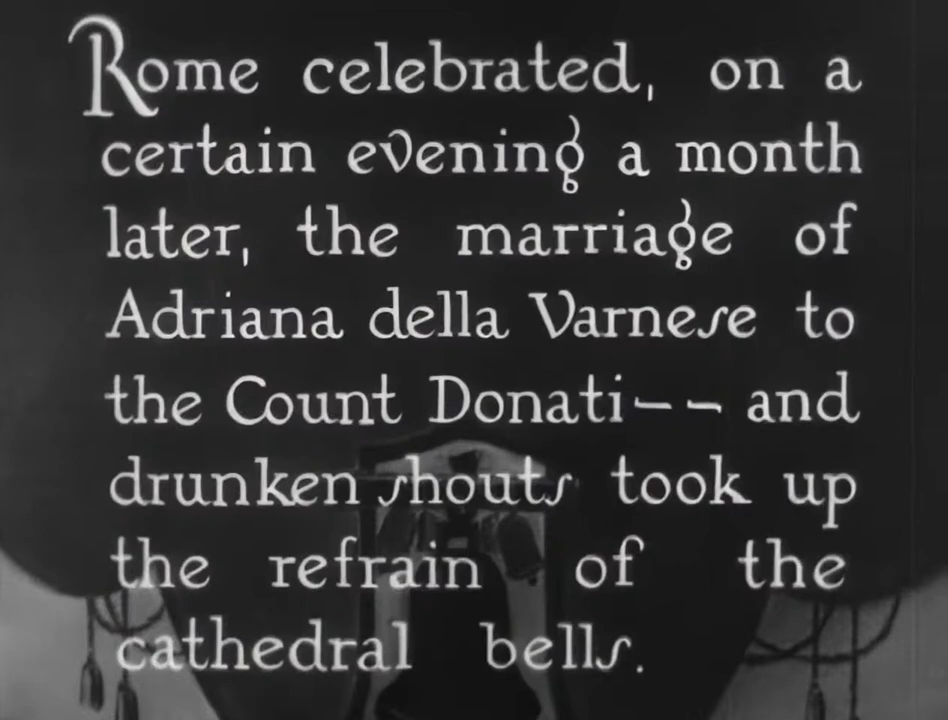 Rome celebrated, on a
certain evening a month
later, the marriage of
Adriana della Varnese to
the Count Donati-- and
drunken shouts took up
the refrain of the
cathedral bells.